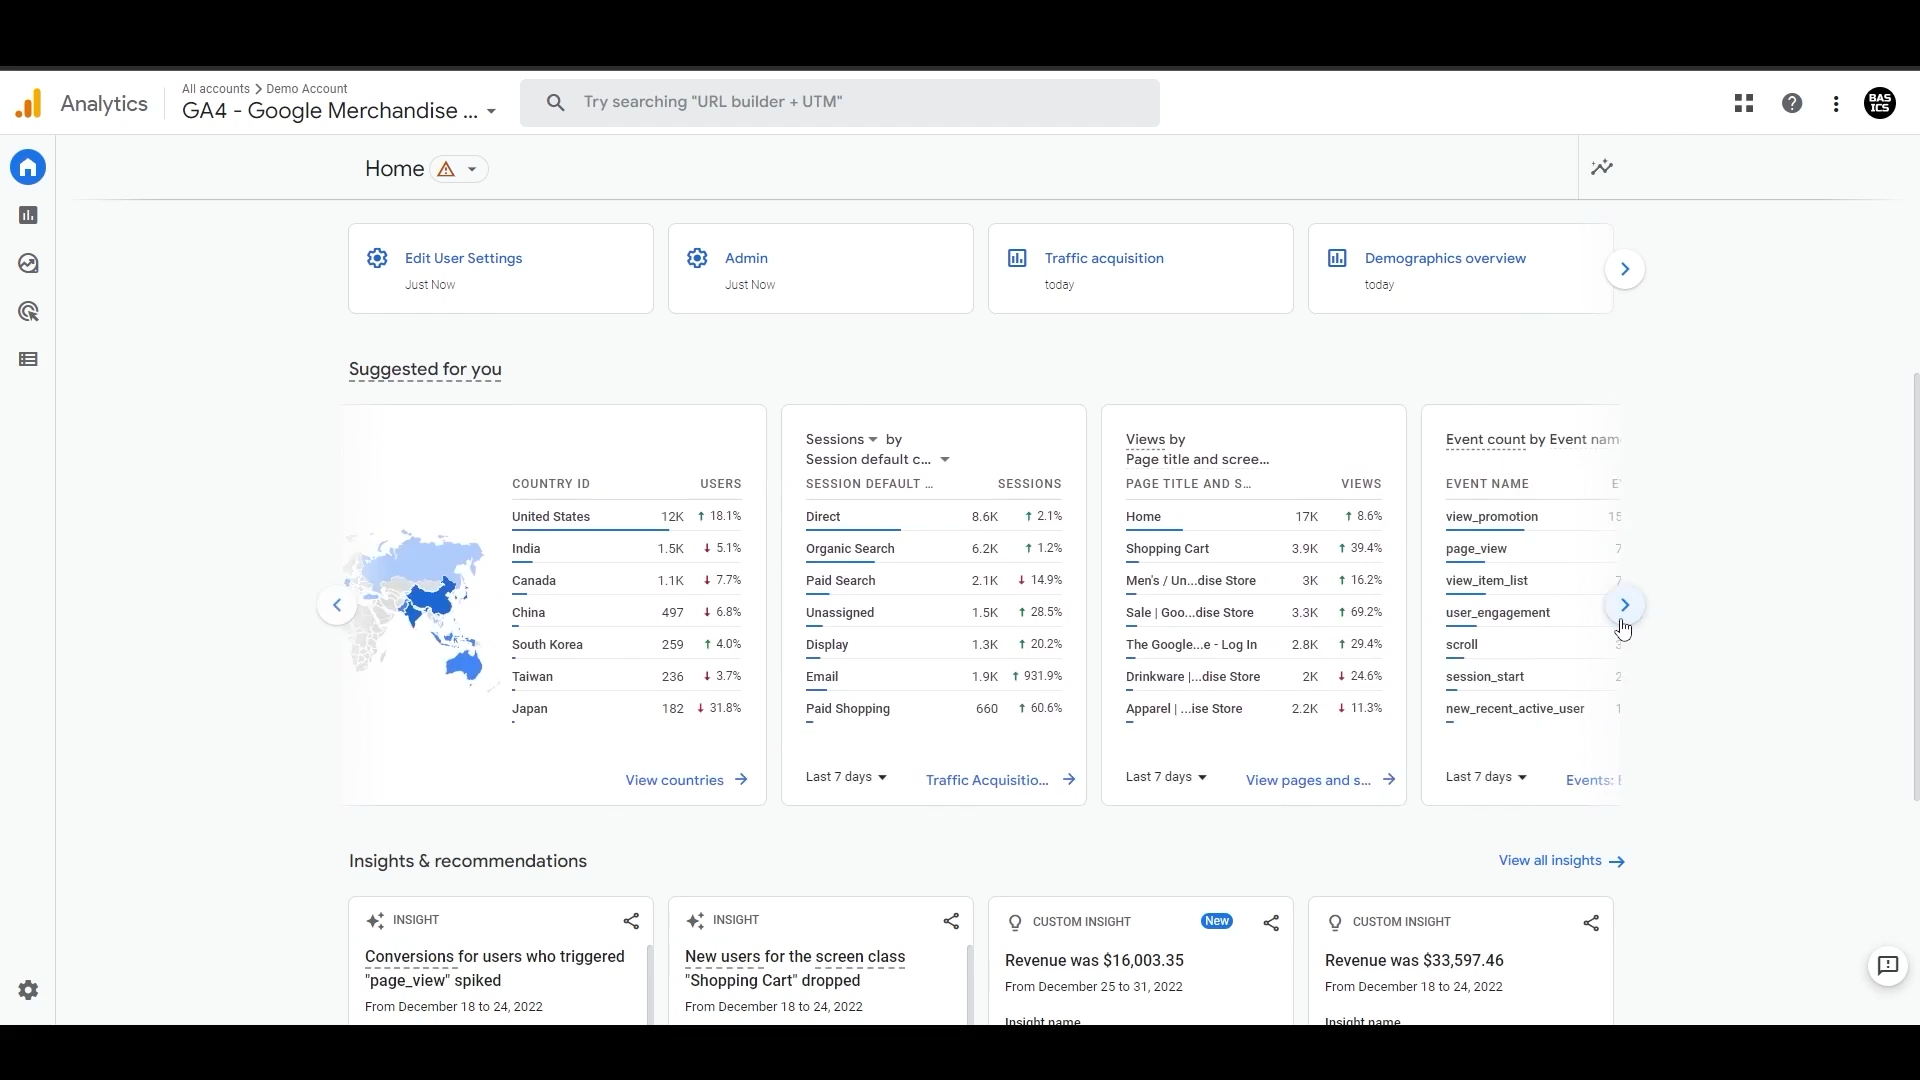 All accounts > Demo Account
Analytics
GA4 - Google Merchandise ...
Try searching "URL builder + UTM"
BAS
ICS
Home
Edit User Settings
Just Now
Admin
Just Now
Traffic acquisition
today
Demographics overview
today
Suggested for you
COUNTRY ID USERS
United States 12K ↑ 18.1%
India 1.5K ↓ 5.1%
Canada 1.1K ↓ 7.7%
China 497 ↓ 6.8%
South Korea 259 ↑ 4.0%
Taiwan 236 ↓ 3.7%
Japan 182 ↓ 31.8%
View countries
Sessions by
Session default c...
SESSION DEFAULT ... SESSIONS
Direct 8.6K ↑ 2.1%
Organic Search 6.2K ↑ 1.2%
Paid Search 2.1K ↓ 14.9%
Unassigned 1.5K ↑ 28.5%
Display 1.3K ↑ 20.2%
Email 1.9K ↑ 931.9%
Paid Shopping 660 ↑ 60.6%
Last 7 days Traffic Acquisitio...
Views by
Page title and scree...
PAGE TITLE AND S... VIEWS
Home 17K ↑ 8.6%
Shopping Cart 3.9K ↑ 39.4%
Men's / Un...dise Store 3K ↑ 16.2%
Sale | Goo...dise Store 3.3K ↑ 69.2%
The Google...e - Log In 2.8K ↑ 29.4%
Drinkware |...dise Store 2K ↓ 24.6%
Apparel | ...ise Store 2.2K ↓ 11.3%
Last 7 days View pages and s...
Event count by Event nam
EVENT NAME
view_promotion 15
page_view 7
view_item_list 7
user_engagement
scroll 3
session_start 2
new_recent_active_user 1
Last 7 days Events:
Insights & recommendations
View all insights
INSIGHT
Conversions for users who triggered
"page_view" spiked
From December 18 to 24, 2022
INSIGHT
New users for the screen class
"Shopping Cart" dropped
From December 18 to 24, 2022
CUSTOM INSIGHT New
Revenue was $16,003.35
From December 25 to 31, 2022
Insight name
CUSTOM INSIGHT
Revenue was $33,597.46
From December 18 to 24, 2022
Insight name